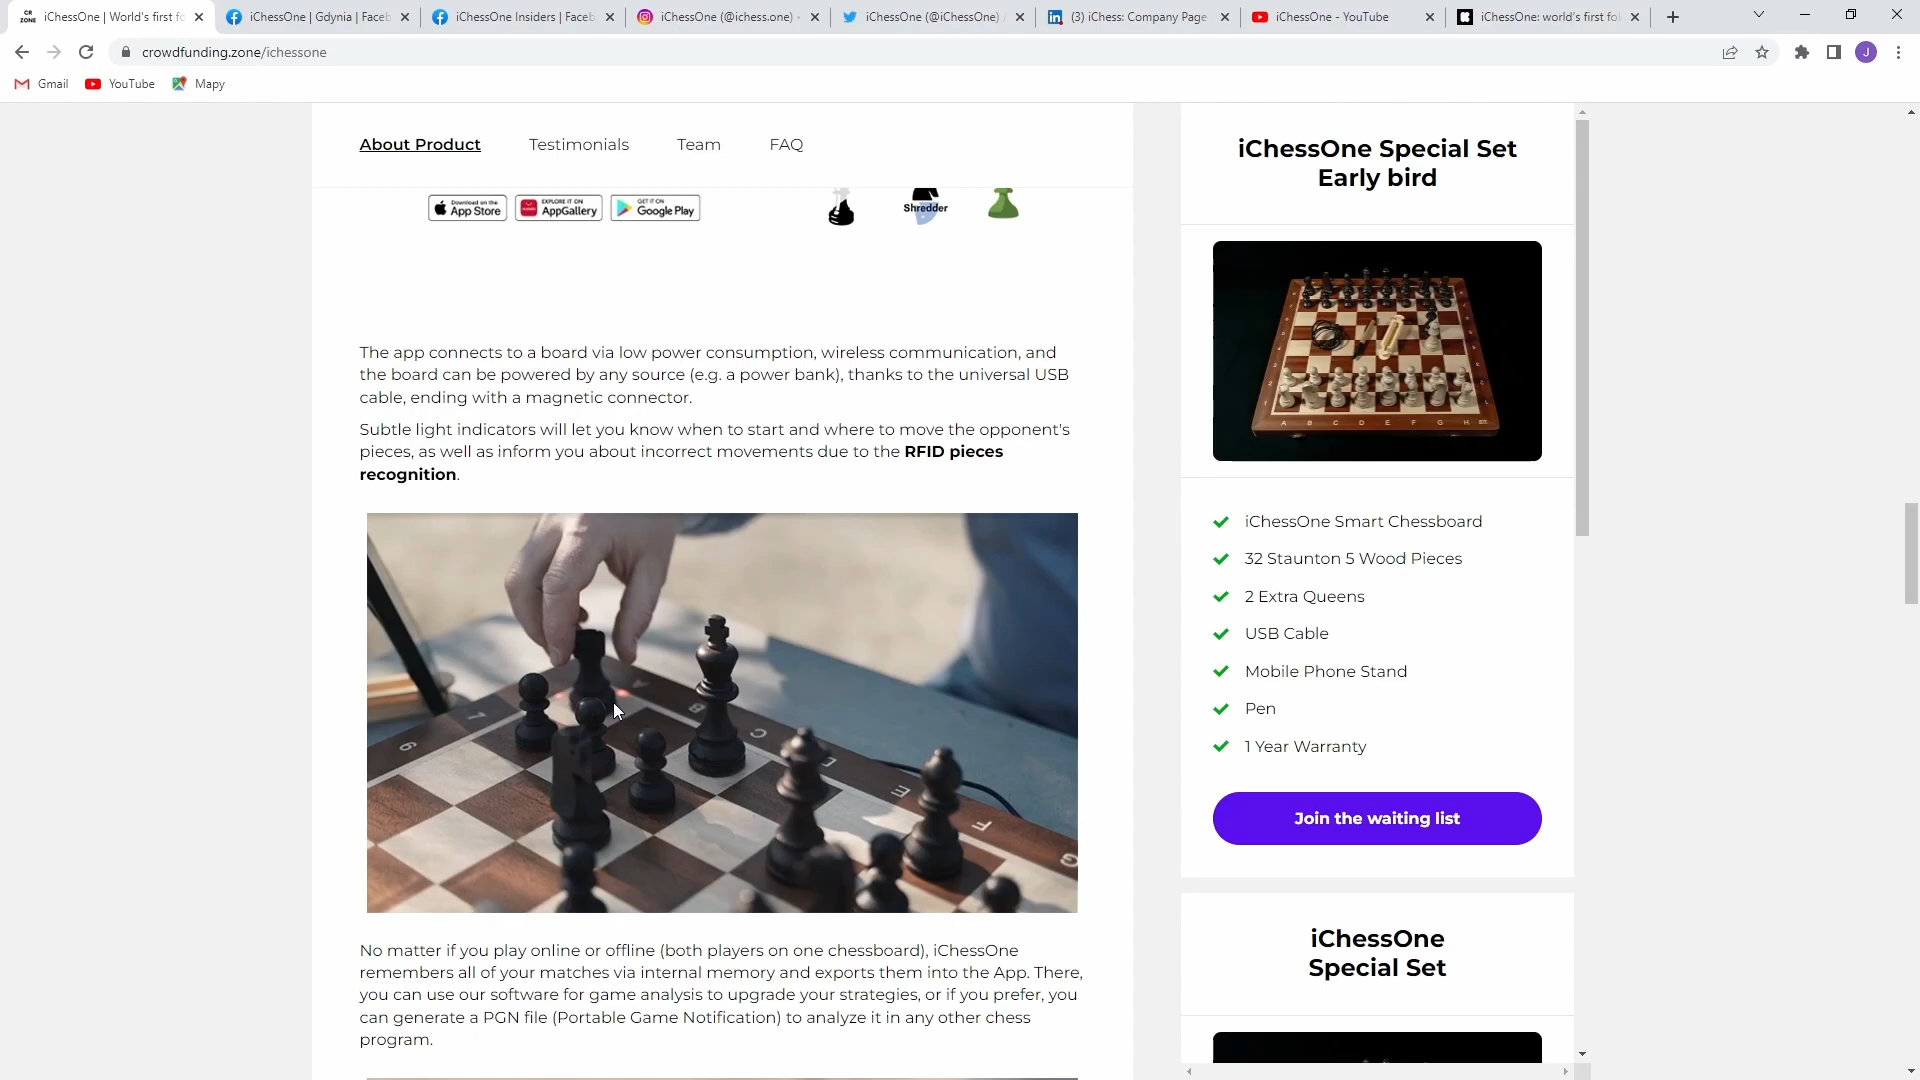 iChessOne | World's first fo
iChessOne | Gdynia | Faceb
iChessOne Insiders | Faceb
iChessOne (@ichess.one) •
iChessOne (@iChessOne) /
(3) iChess: Company Page
iChessOne - YouTube
iChessOne: world's first fol
crowdfunding.zone/ichessone
J
Gmail
YouTube
Mapy
About Product
Testimonials
Team
FAQ
Download on the
App Store
EXPLORE IT ON
AppGallery
GET IT ON
Google Play
Shredder
The app connects to a board via low power consumption, wireless communication, and
the board can be powered by any source (e.g. a power bank), thanks to the universal USB
cable, ending with a magnetic connector.
Subtle light indicators will let you know when to start and where to move the opponent's
pieces, as well as inform you about incorrect movements due to the RFID pieces
recognition.
No matter if you play online or offline (both players on one chessboard), iChessOne
remembers all of your matches via internal memory and exports them into the App. There,
you can use our software for game analysis to upgrade your strategies, or if you prefer, you
can generate a PGN file (Portable Game Notification) to analyze it in any other chess
program.
iChessOne Special Set
Early bird
iChessOne Smart Chessboard
32 Staunton 5 Wood Pieces
2 Extra Queens
USB Cable
Mobile Phone Stand
Pen
1 Year Warranty
Join the waiting list
iChessOne
Special Set